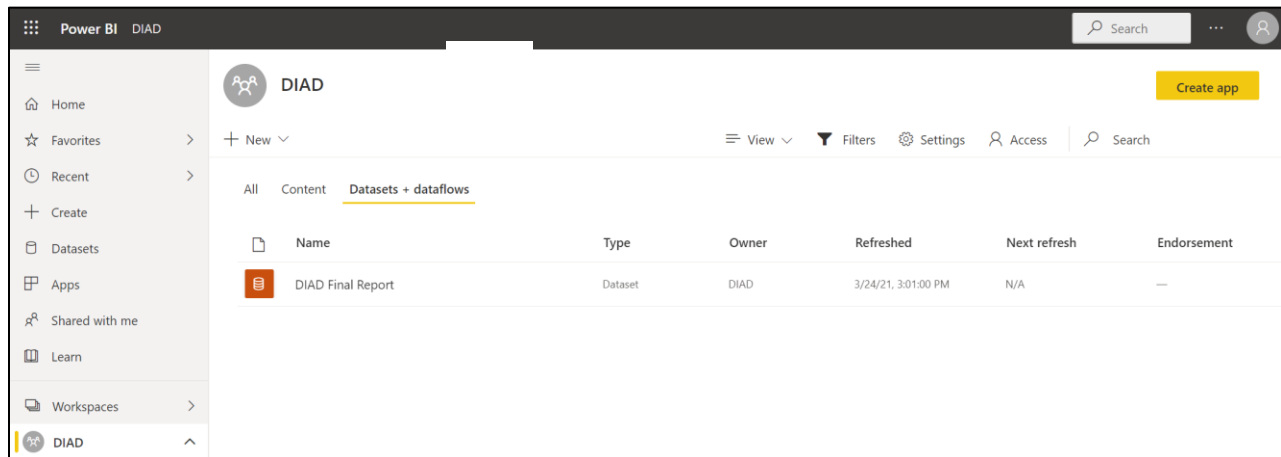 Power BI DIAD Search ...
DIAD
Create app
Home
Favorites
Recent
Create
Datasets
Apps
Shared with me
Learn
Workspaces
DIAD
New View Filters Settings Access Search
All Content Datasets + dataflows
Name Type Owner Refreshed Next refresh Endorsement
DIAD Final Report Dataset DIAD 3/24/21, 3:01:00 PM N/A —